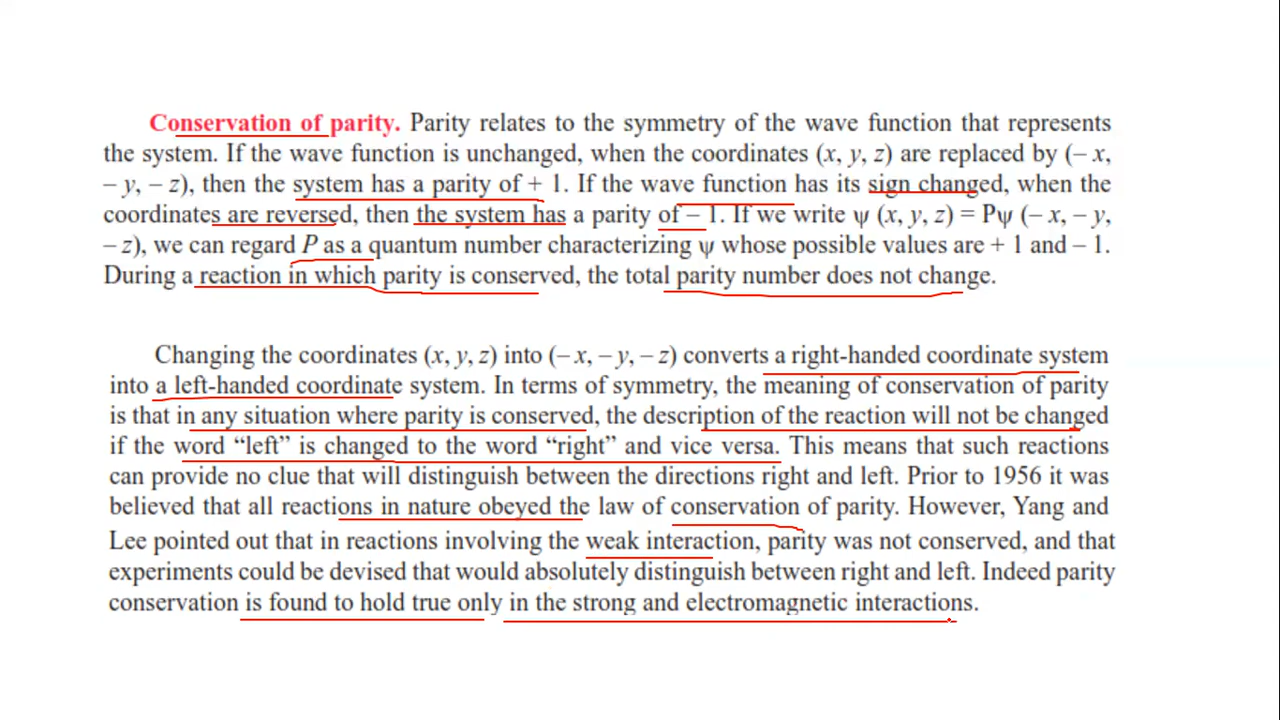 Conservation of parity. Parity relates to the symmetry of the wave function that represents
the system. If the wave function is unchanged, when the coordinates (x, y, z) are replaced by (– x,
– y, – z), then the system has a parity of + 1. If the wave function has its sign changed, when the
coordinates are reversed, then the system has a parity of – 1. If we write ψ (x, y, z) = Pψ (– x, – y,
– z), we can regard P as a quantum number characterizing ψ whose possible values are + 1 and – 1.
During a reaction in which parity is conserved, the total parity number does not change.
Changing the coordinates (x, y, z) into (– x, – y, – z) converts a right-handed coordinate system
into a left-handed coordinate system. In terms of symmetry, the meaning of conservation of parity
is that in any situation where parity is conserved, the description of the reaction will not be changed
if the word “left” is changed to the word “right” and vice versa. This means that such reactions
can provide no clue that will distinguish between the directions right and left. Prior to 1956 it was
believed that all reactions in nature obeyed the law of conservation of parity. However, Yang and
Lee pointed out that in reactions involving the weak interaction, parity was not conserved, and that
experiments could be devised that would absolutely distinguish between right and left. Indeed parity
conservation is found to hold true only in the strong and electromagnetic interactions.